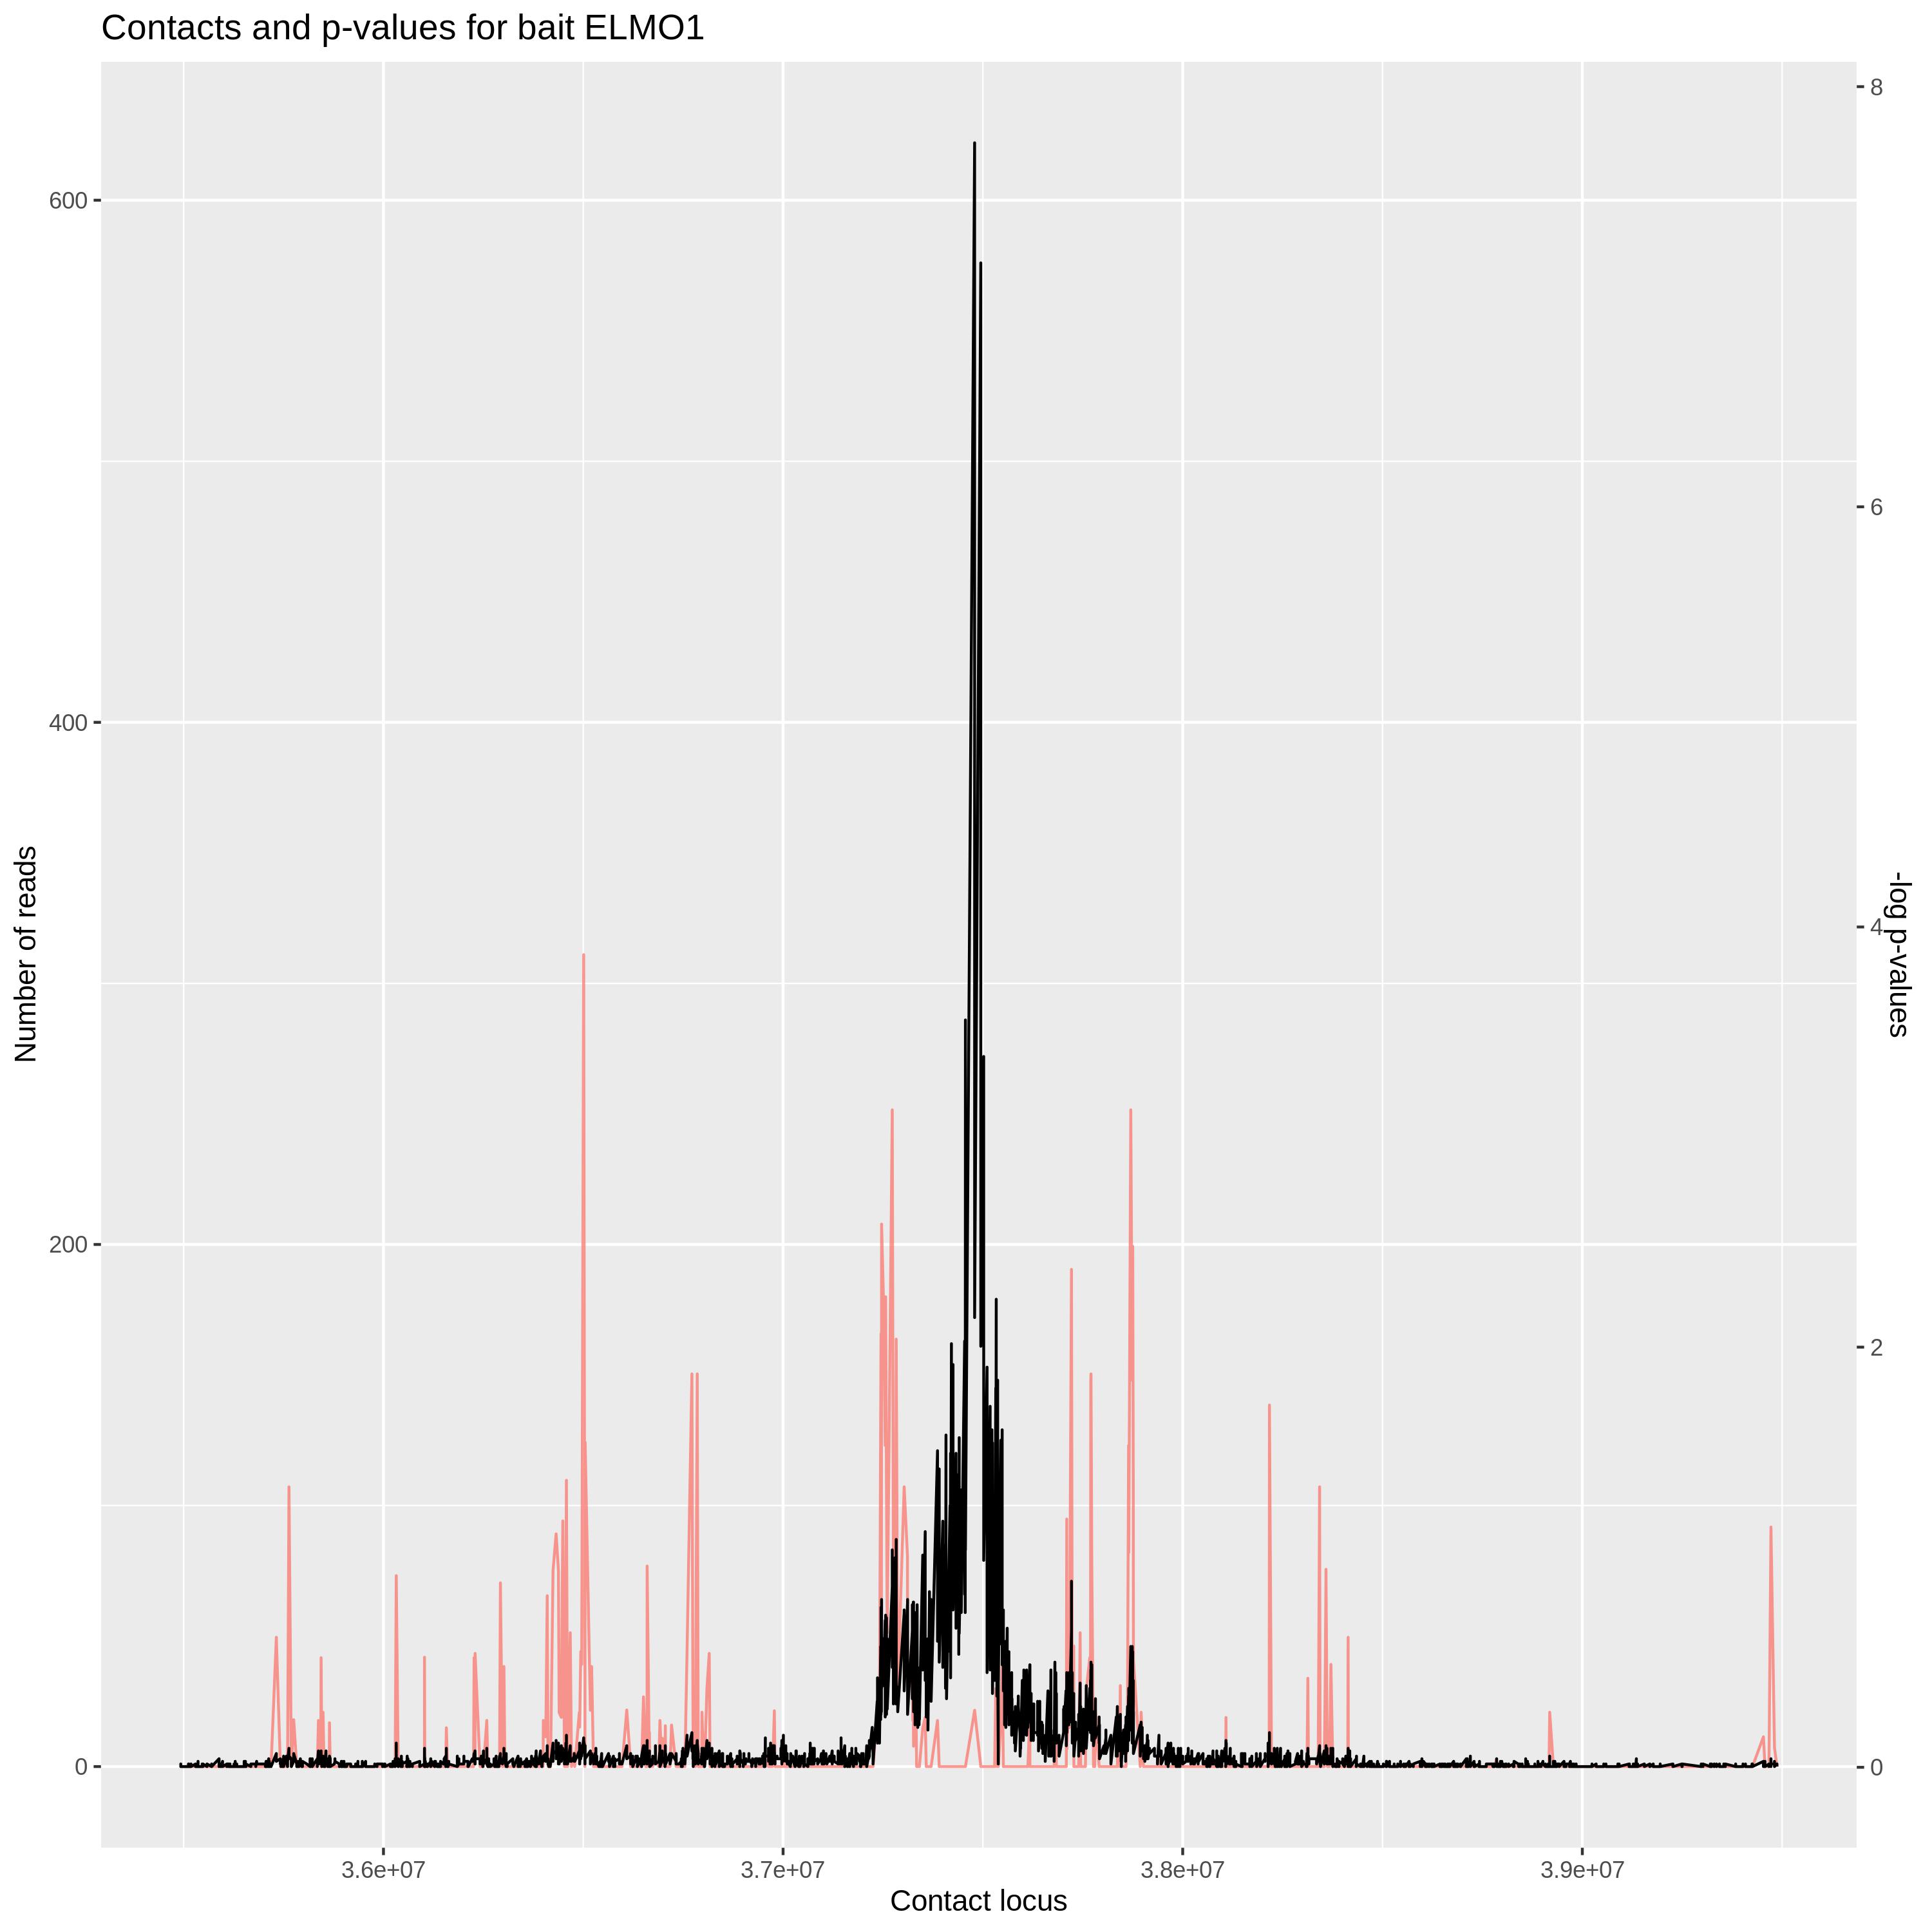 Contacts and p-values for bait ELMO1
8
600
6
400
4
200
2
0
0
Number of reads
-log p-values
3.6e+07
3.7e+07
3.8e+07
3.9e+07
Contact locus